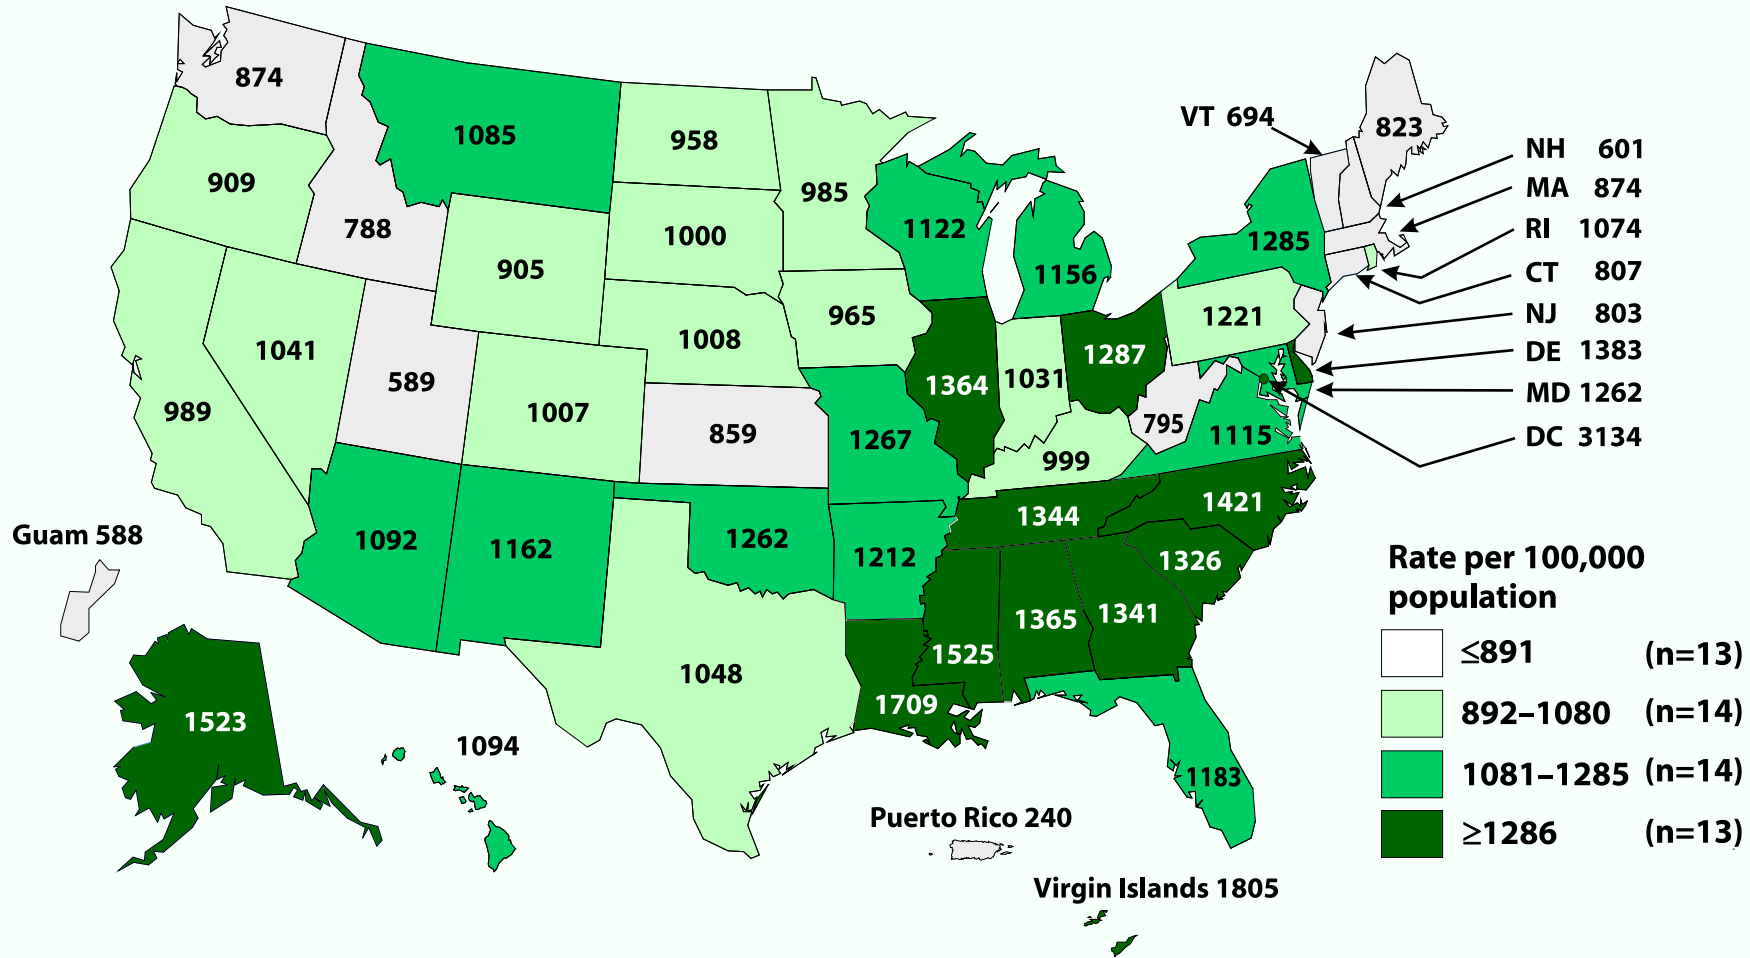 874
VT 694
823
1085
958
NH 601
909
985
MA 874
788
1000
1122
1285
RI 1074
905
1156
CT 807
965
1221
NJ 803
1041
1008
1287
DE 1383
589
1364
1031
MD 1262
989
1007
859
1267
795
1115
DC 3134
999
1421
1344
Guam 588
1092
1162
1262
1212
1326
Rate per 100,000
population
1365
1341
1525
≤891 (n=13)
1048
1709
892–1080 (n=14)
1523
1094
1183
1081–1285 (n=14)
Puerto Rico 240
≥1286 (n=13)
Virgin Islands 1805